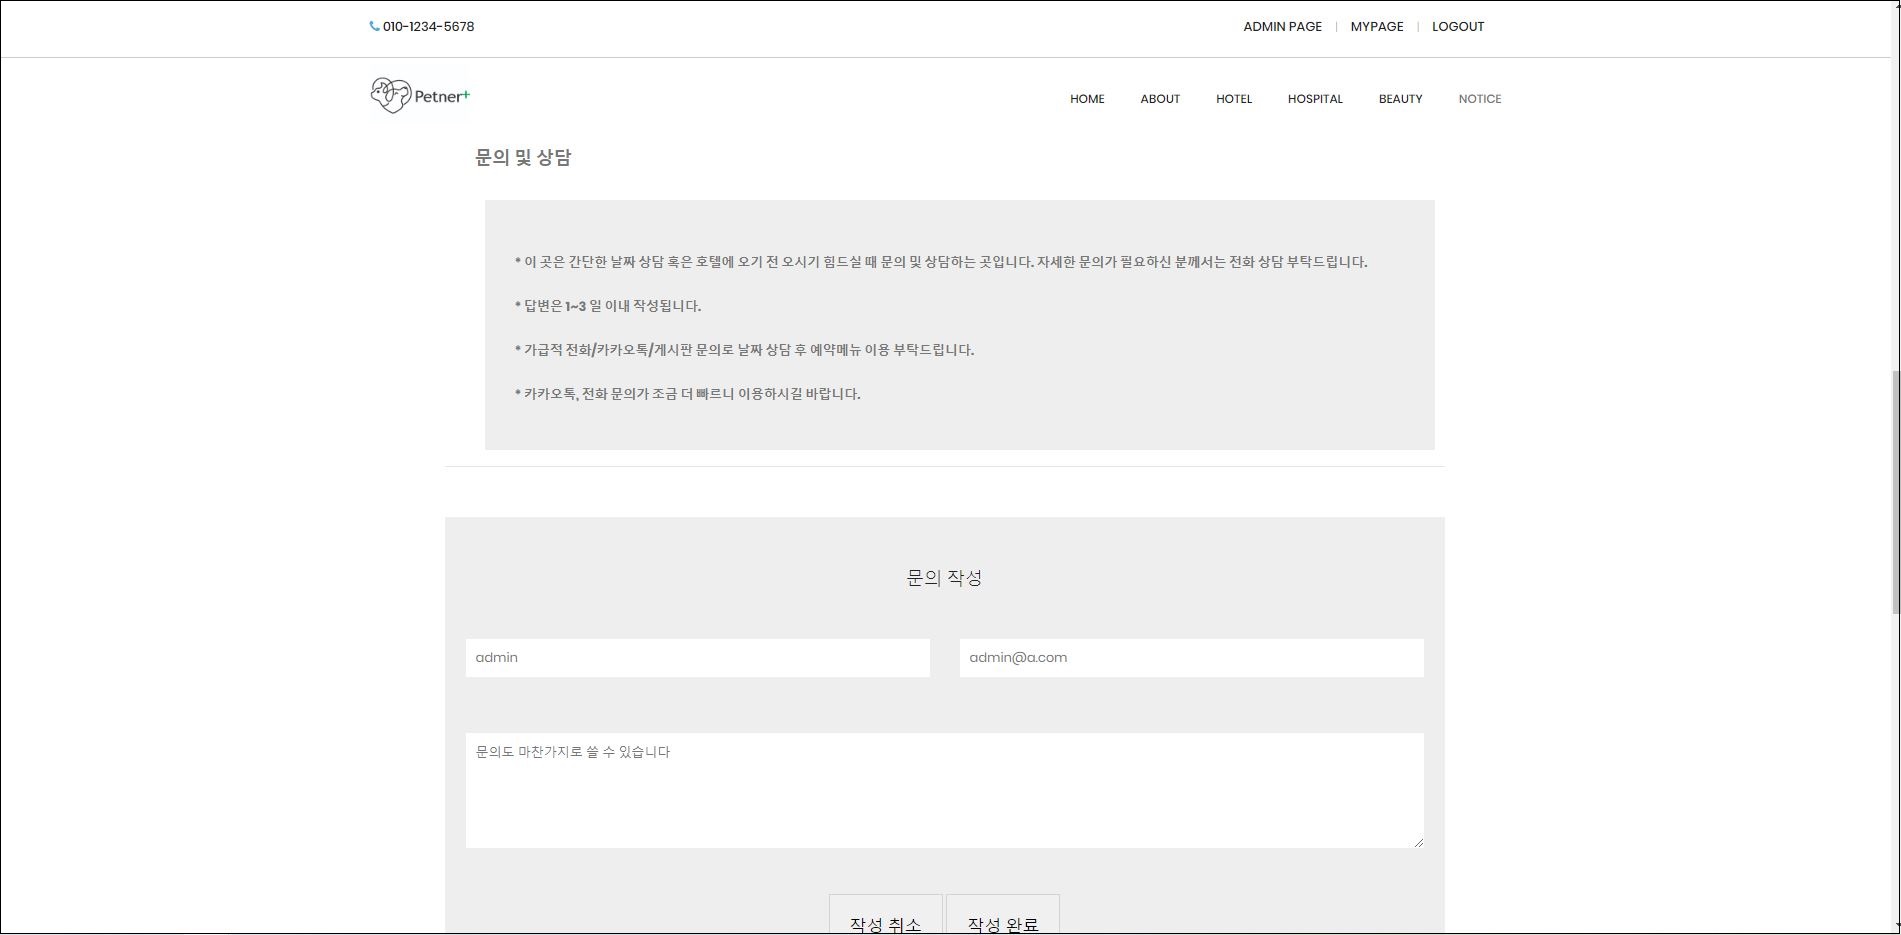 010-1234-5678
ADMIN PAGE | MYPAGE | LOGOUT
Petner+
HOME ABOUT HOTEL HOSPITAL BEAUTY NOTICE
문의 및 상담
* 이 곳은 간단한 날짜 상담 혹은 호텔에 오기 전 오시기 힘드실 때 문의 및 상담하는 곳입니다. 자세한 문의가 필요하신 분께서는 전화 상담 부탁드립니다.
* 답변은 1~3 일 이내 작성됩니다.
* 가급적 전화/카카오톡/게시판 문의로 날짜 상담 후 예약메뉴 이용 부탁드립니다.
* 카카오톡, 전화 문의가 조금 더 빠르니 이용하시길 바랍니다.
문의 작성
admin admin@a.com
문의도 마찬가지로 쓸 수 있습니다
작성 취소 작성 완료